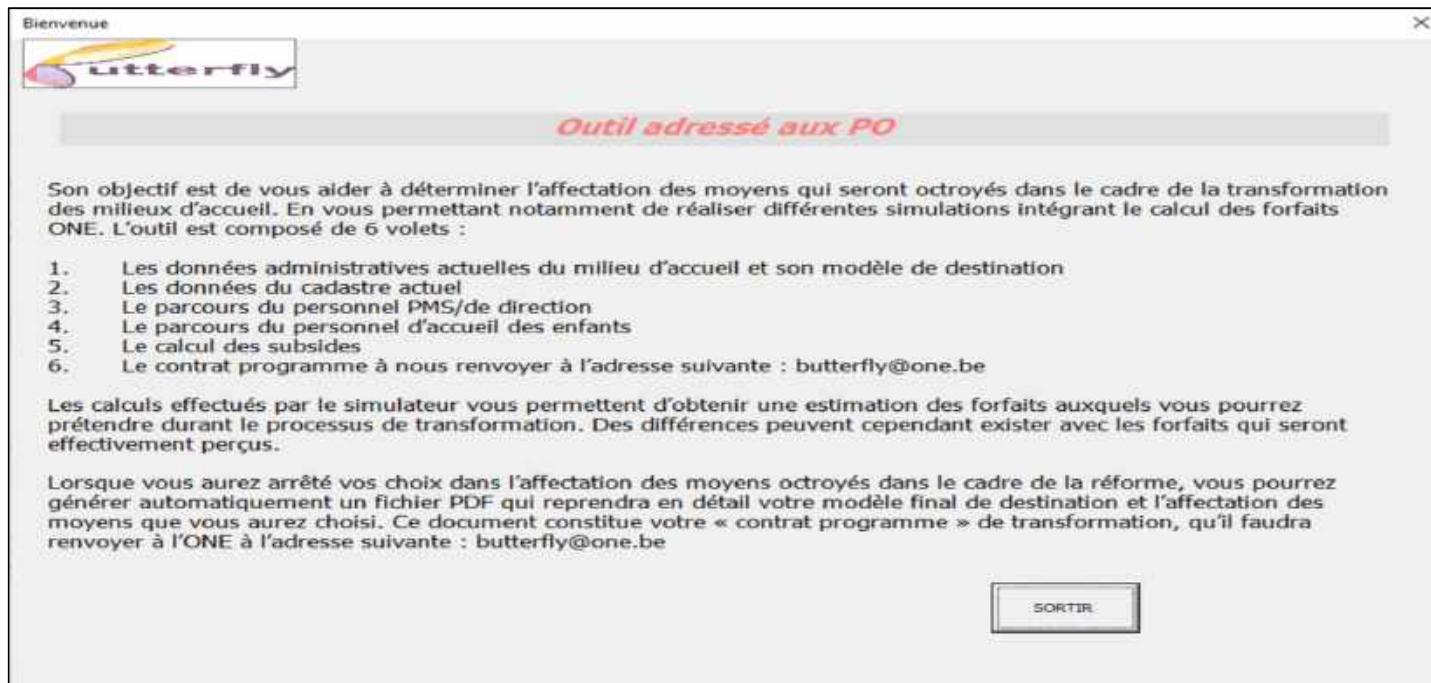 Bienvenue
Butterfly
Outil adressé aux PO
Son objectif est de vous aider à déterminer l'affectation des moyens qui seront octroyés dans le cadre de la transformation
des milieux d'accueil. En vous permettant notamment de réaliser différentes simulations intégrant le calcul des forfaits
ONE. L'outil est composé de 6 volets :
1. Les données administratives actuelles du milieu d'accueil et son modèle de destination
2. Les données du cadastre actuel
3. Le parcours du personnel PMS/de direction
4. Le parcours du personnel d'accueil des enfants
5. Le calcul des subsides
6. Le contrat programme à nous renvoyer à l'adresse suivante : butterfly@one.be
Les calculs effectués par le simulateur vous permettent d'obtenir une estimation des forfaits auxquels vous pourrez
prétendre durant le processus de transformation. Des différences peuvent cependant exister avec les forfaits qui seront
effectivement perçus.
Lorsque vous aurez arrêté vos choix dans l'affectation des moyens octroyés dans le cadre de la réforme, vous pourrez
générer automatiquement un fichier PDF qui reprendra en détail votre modèle final de destination et l'affectation des
moyens que vous aurez choisi. Ce document constitue votre « contrat programme » de transformation, qu'il faudra
renvoyer à l'ONE à l'adresse suivante : butterfly@one.be
SORTIR